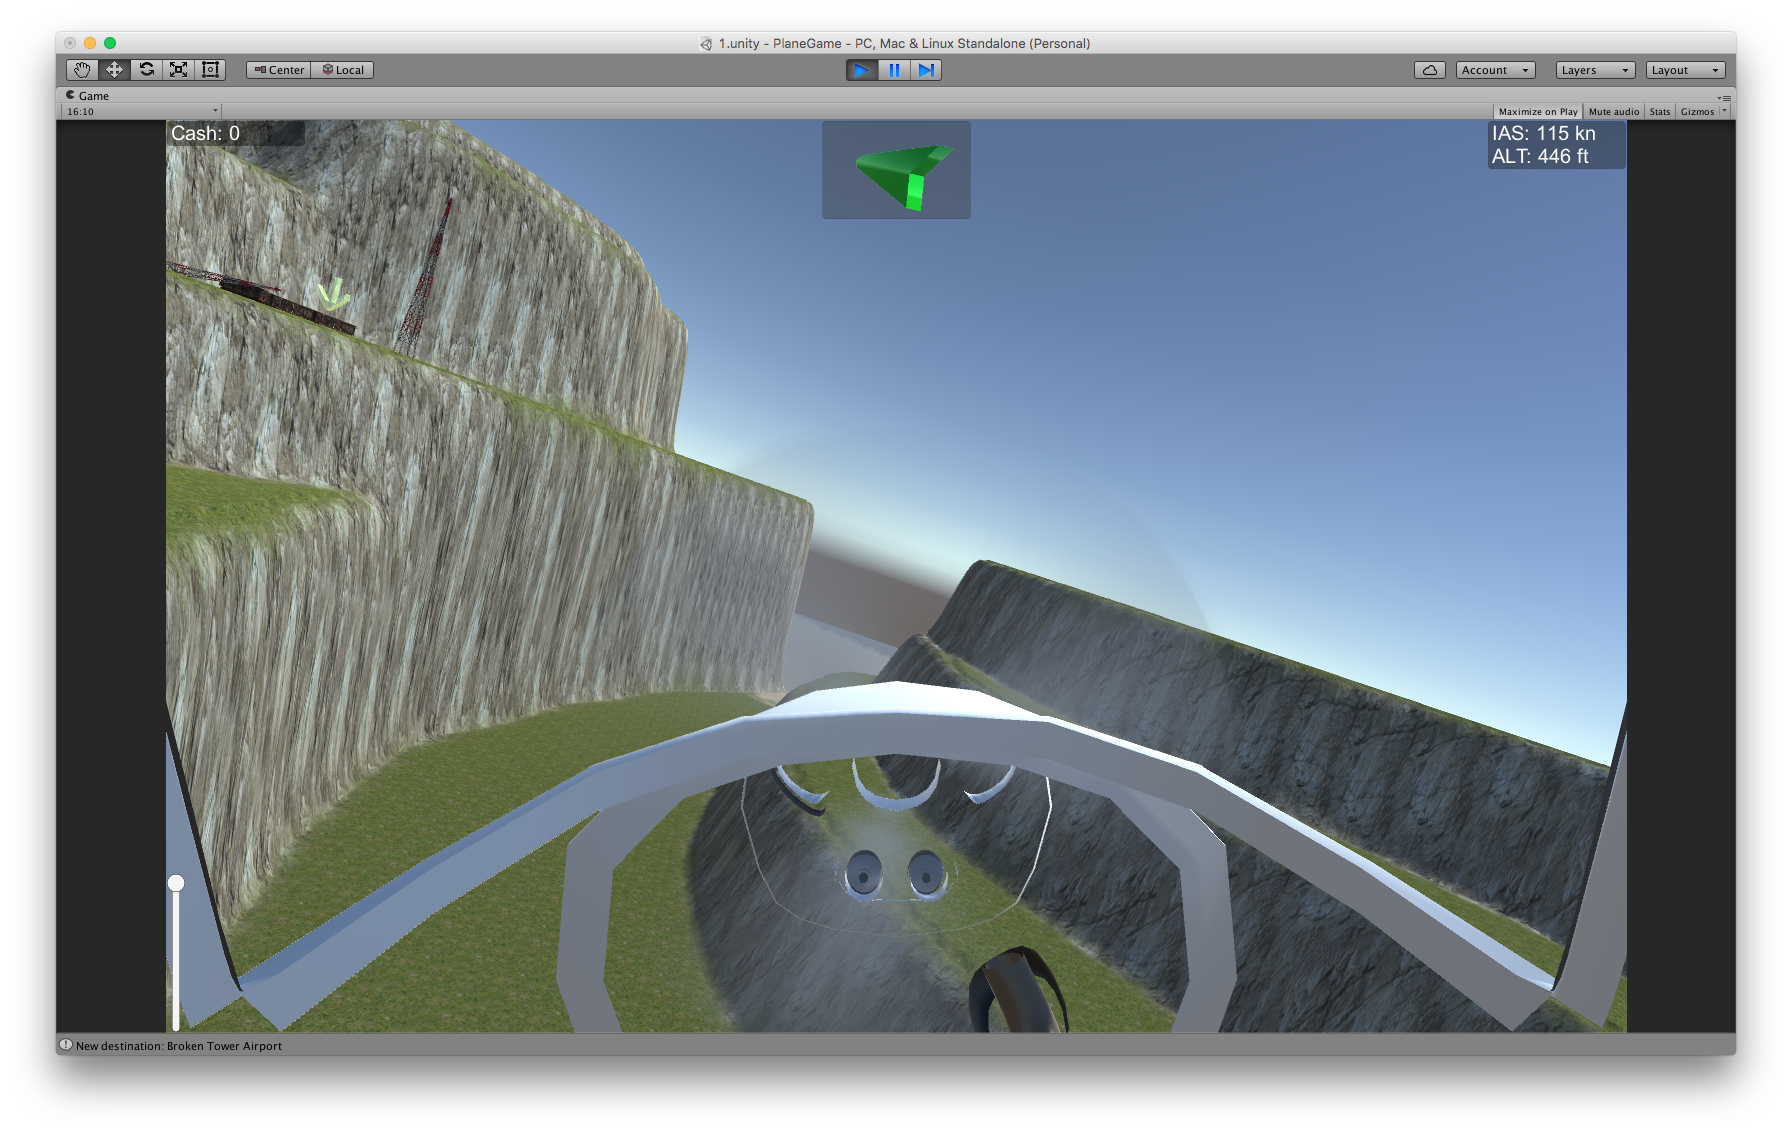 1.unity - PlaneGame - PC, Mac & Linux Standalone (Personal)
Center
Local
Account
Layers
Layout
Game
16:10
Maximize on Play
Mute audio
Stats
Gizmos
Cash: 0
IAS: 115 kn
ALT: 446 ft
New destination: Broken Tower Airport